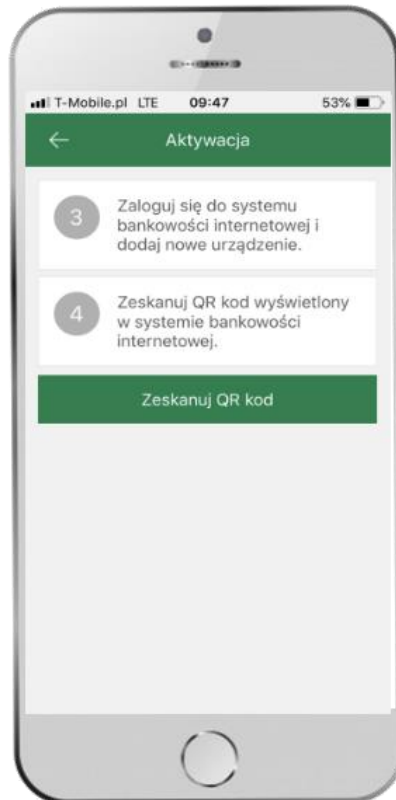 T-Mobile.pl LTE 09:47 53%
Aktywacja
3 Zaloguj się do systemu
bankowości internetowej i
dodaj nowe urządzenie.
4 Zeskanuj QR kod wyświetlony
w systemie bankowości
internetowej.
Zeskanuj QR kod